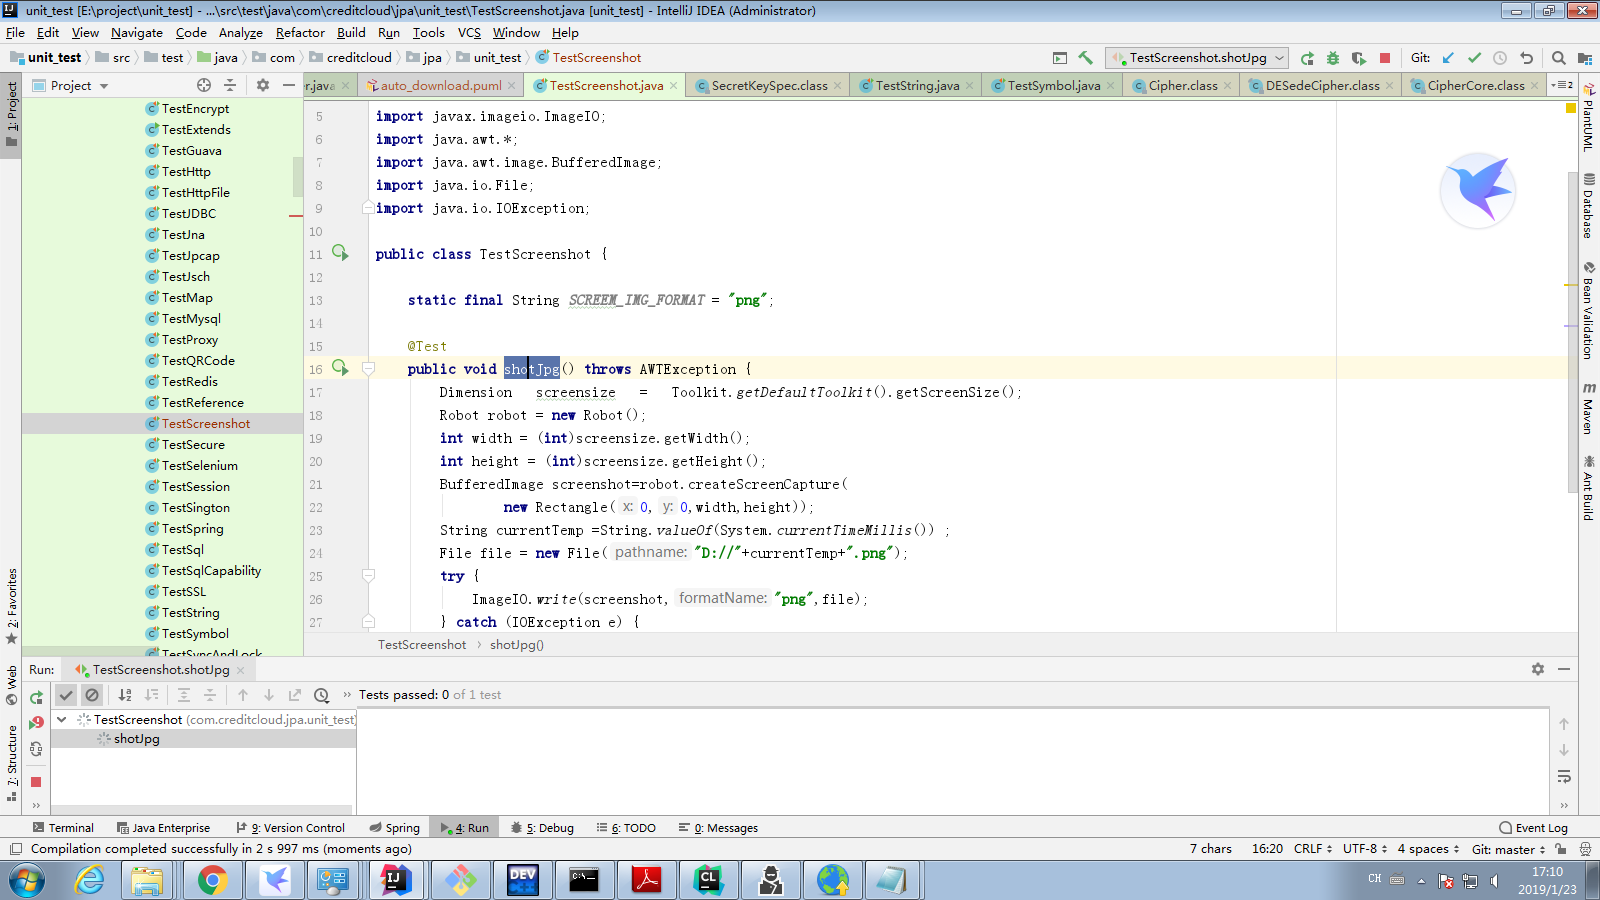 unit_test [E:\project\unit_test] - ...\src\test\java\com\creditcloud\jpa\unit_test\TestScreenshot.java [unit_test] - IntelliJ IDEA (Administrator)
File Edit View Navigate Code Analyze Refactor Build Run Tools VCS Window Help
unit_test src test java com creditcloud jpa unit_test TestScreenshot TestScreenshot.shotJpg Git:
1: Project
Project
er.java auto_download.puml TestScreenshot.java SecretKeySpec.class TestString.java TestSymbol.java Cipher.class DESedeCipher.class CipherCore.class 2
TestEncrypt
TestExtends
TestGuava
TestHttp
TestHttpFile
TestJDBC
TestJna
TestJpcap
TestJsch
TestMap
TestMysql
TestProxy
TestQRCode
TestRedis
TestReference
TestScreenshot
TestSecure
TestSelenium
TestSession
TestSington
TestSpring
TestSql
TestSqlCapability
TestSSL
TestString
TestSymbol
TestSyncAndLock
5 import javax.imageio.ImageIO;
6 import java.awt.*;
7 import java.awt.image.BufferedImage;
8 import java.io.File;
9 import java.io.IOException;
10
11 public class TestScreenshot {
12
13 static final String SCREEM_IMG_FORMAT = "png";
14
15 @Test
16 public void shotJpg() throws AWTException {
17 Dimension screensize = Toolkit.getDefaultToolkit().getScreenSize();
18 Robot robot = new Robot();
19 int width = (int)screensize.getWidth();
20 int height = (int)screensize.getHeight();
21 BufferedImage screenshot=robot.createScreenCapture(
22 new Rectangle( x: 0, y: 0,width,height));
23 String currentTemp =String.valueOf(System.currentTimeMillis()) ;
24 File file = new File( pathname: "D://"+currentTemp+".png");
25 try {
26 ImageIO.write(screenshot, formatName: "png",file);
27 } catch (IOException e) {
TestScreenshot shotJpg()
PlantUML
Database
Bean Validation
m Maven
Ant Build
2: Favorites
Web
7: Structure
Run: TestScreenshot.shotJpg
Tests passed: 0 of 1 test
TestScreenshot (com.creditcloud.jpa.unit_test)
shotJpg
Terminal Java Enterprise 9: Version Control Spring 4: Run 5: Debug 6: TODO 0: Messages Event Log
Compilation completed successfully in 2 s 997 ms (moments ago) 7 chars 16:20 CRLF UTF-8 4 spaces Git: master
IJ DEV C++ C:\ CL
CH 17:10
2019/1/23